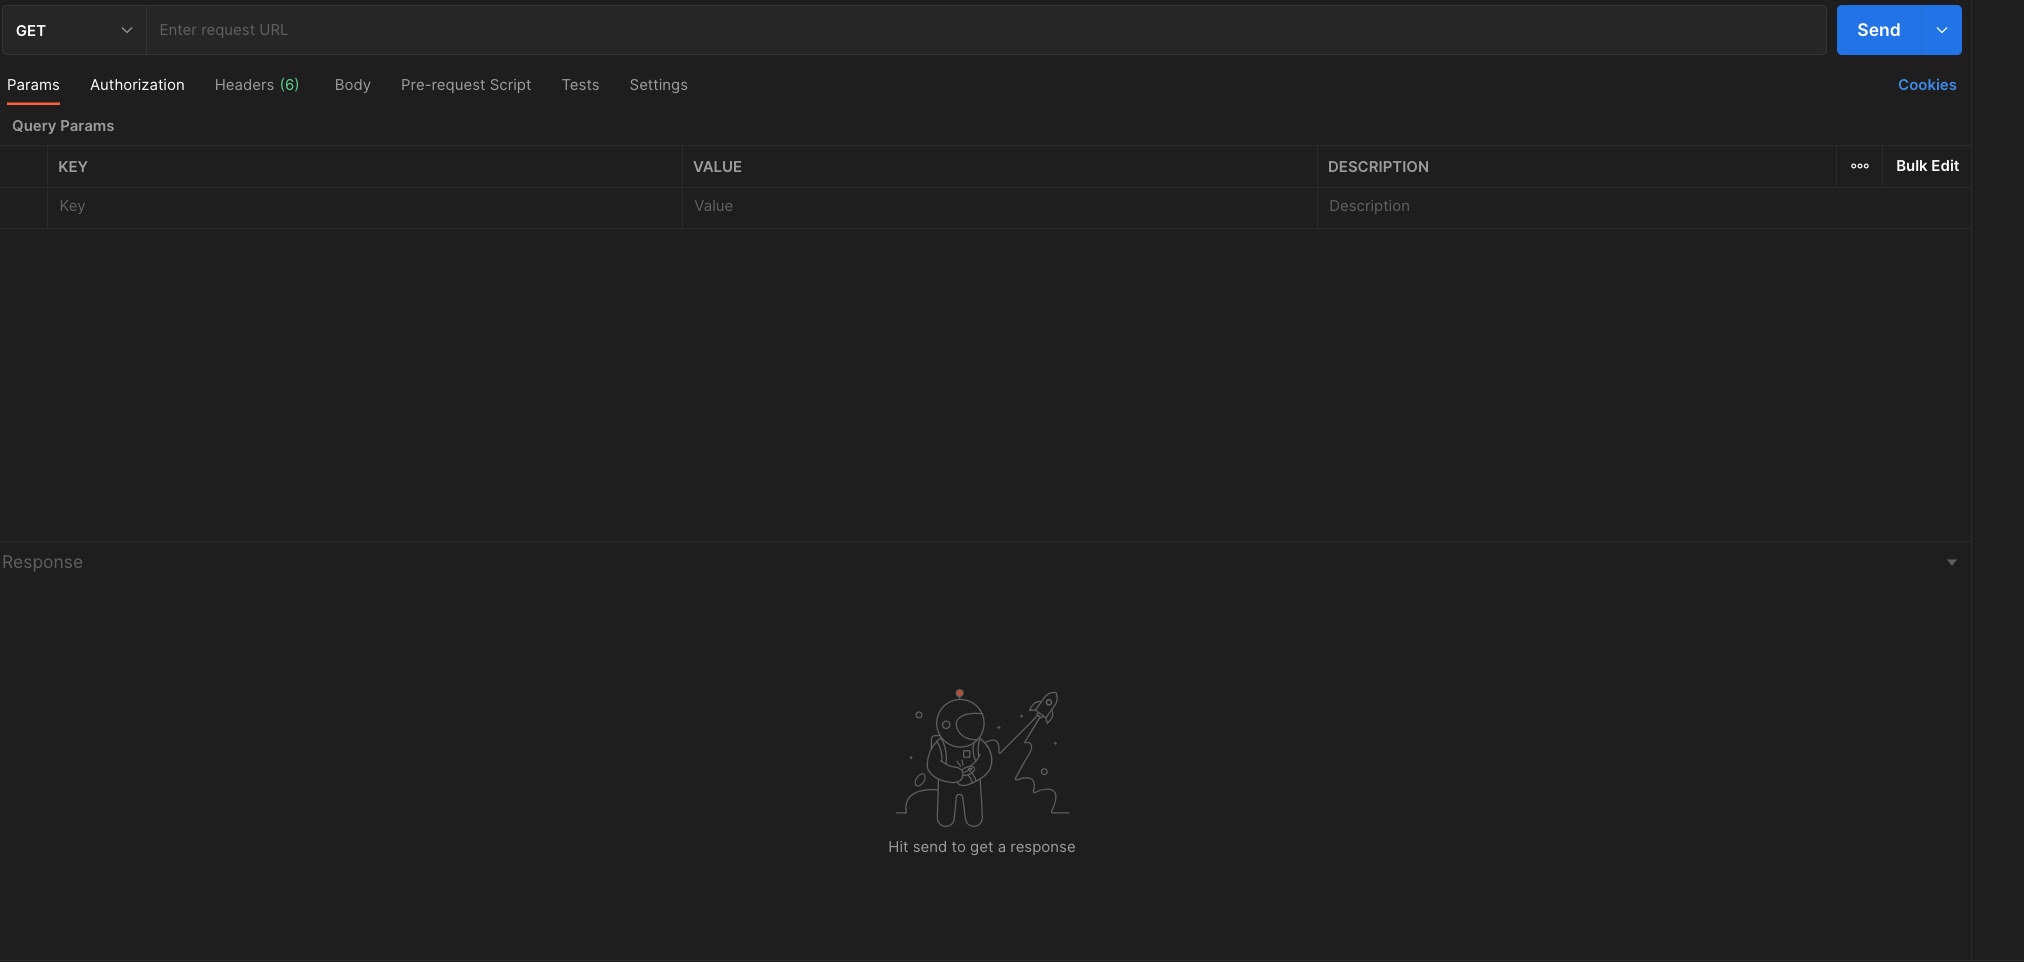 GET Enter request URL Send
Params Authorization Headers (6) Body Pre-request Script Tests Settings Cookies
Query Params
KEY VALUE DESCRIPTION Bulk Edit
Key Value Description
Response
Hit send to get a response